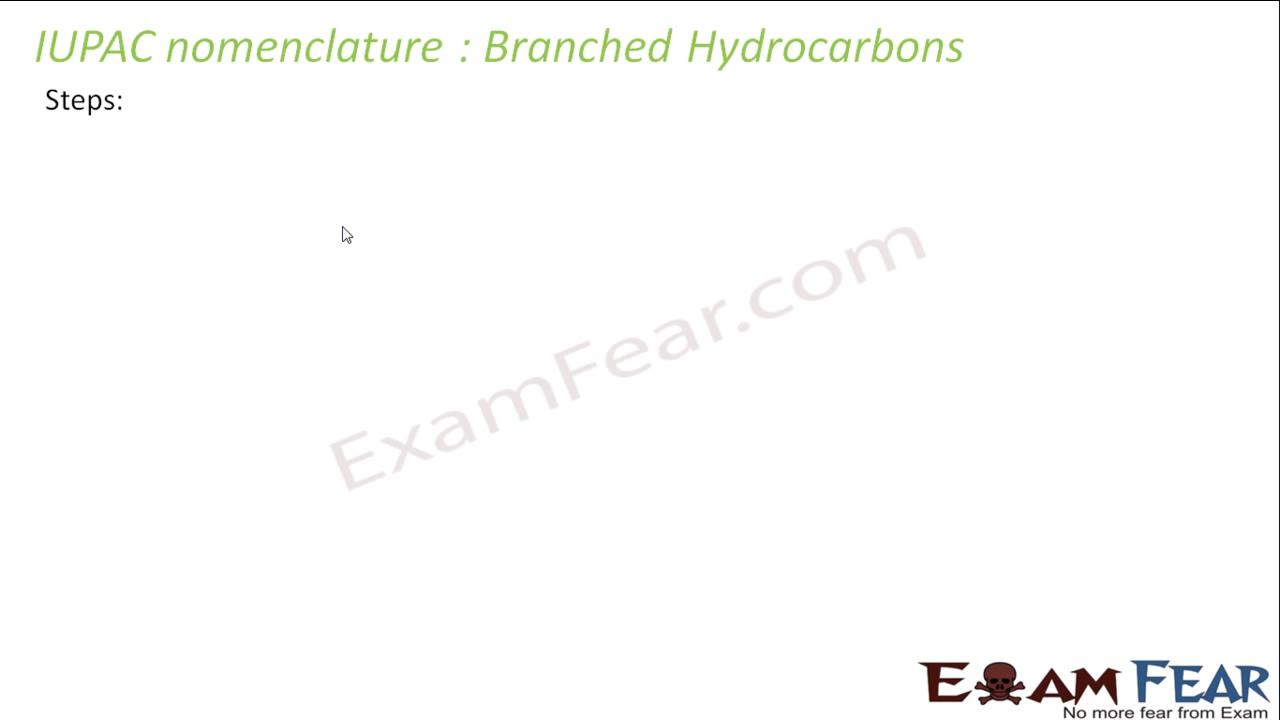 IUPAC nomenclature : Branched Hydrocarbons
Steps:
ExamFear.com
EXAM FEAR
No more fear from Exam